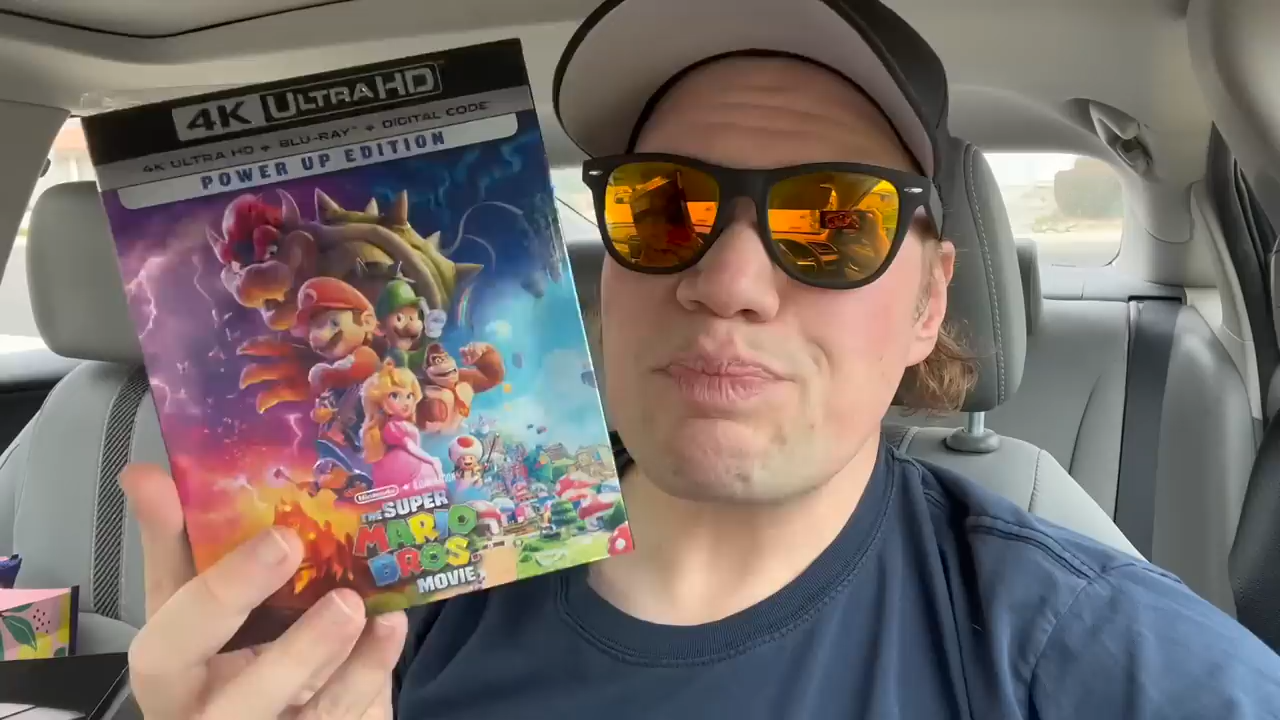 4K ULTRA HD
4K ULTRA HD + BLU-RAY + DIGITAL CODE
POWER UP EDITION
Nintendo
THE SUPER
MARIO
BROS.
MOVIE